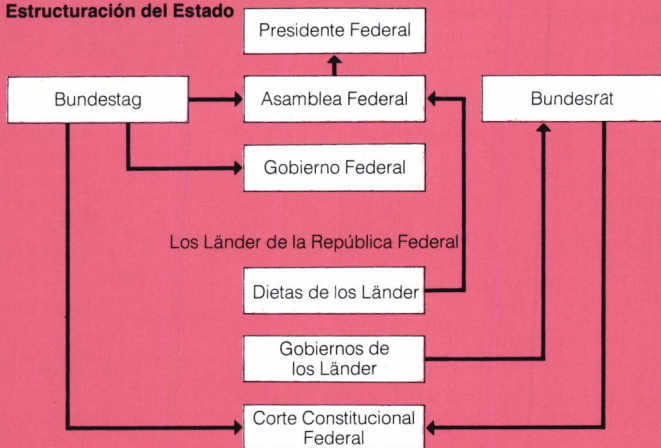 Estructuración del Estado
Presidente Federal
Bundestag
Asamblea Federal
Bundesrat
Gobierno Federal
Los Länder de la República Federal
Dietas de los Länder
Gobiernos de
los Länder
Corte Constitucional
Federal